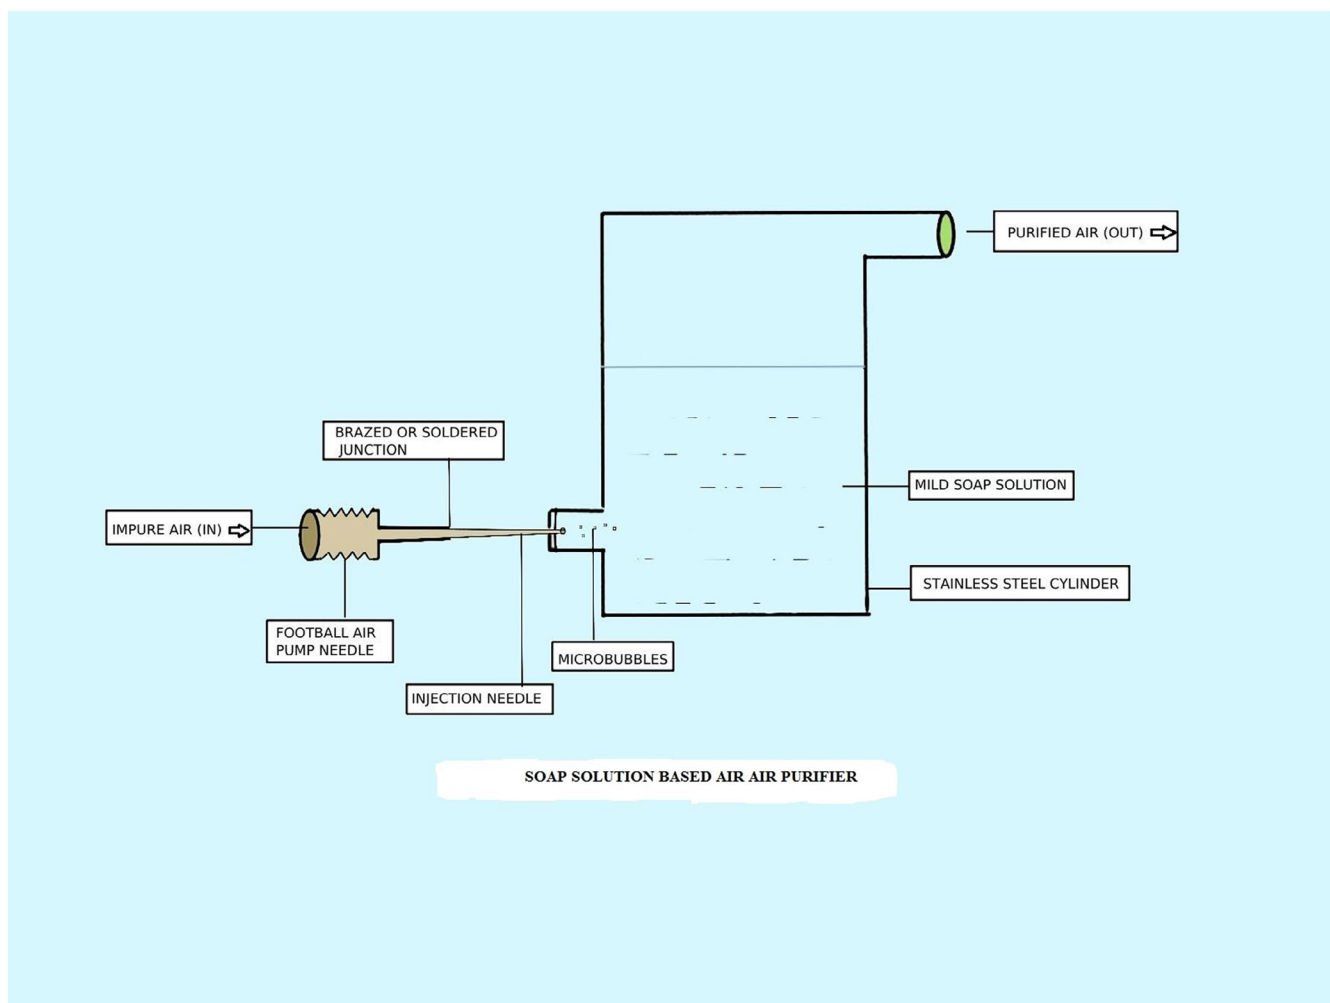 PURIFIED AIR (OUT)
BRAZED OR SOLDERED
JUNCTION
MILD SOAP SOLUTION
IMPURE AIR (IN)
STAINLESS STEEL CYLINDER
FOOTBALL AIR
PUMP NEEDLE
MICROBUBBLES
INJECTION NEEDLE
SOAP SOLUTION BASED AIR AIR PURIFIER